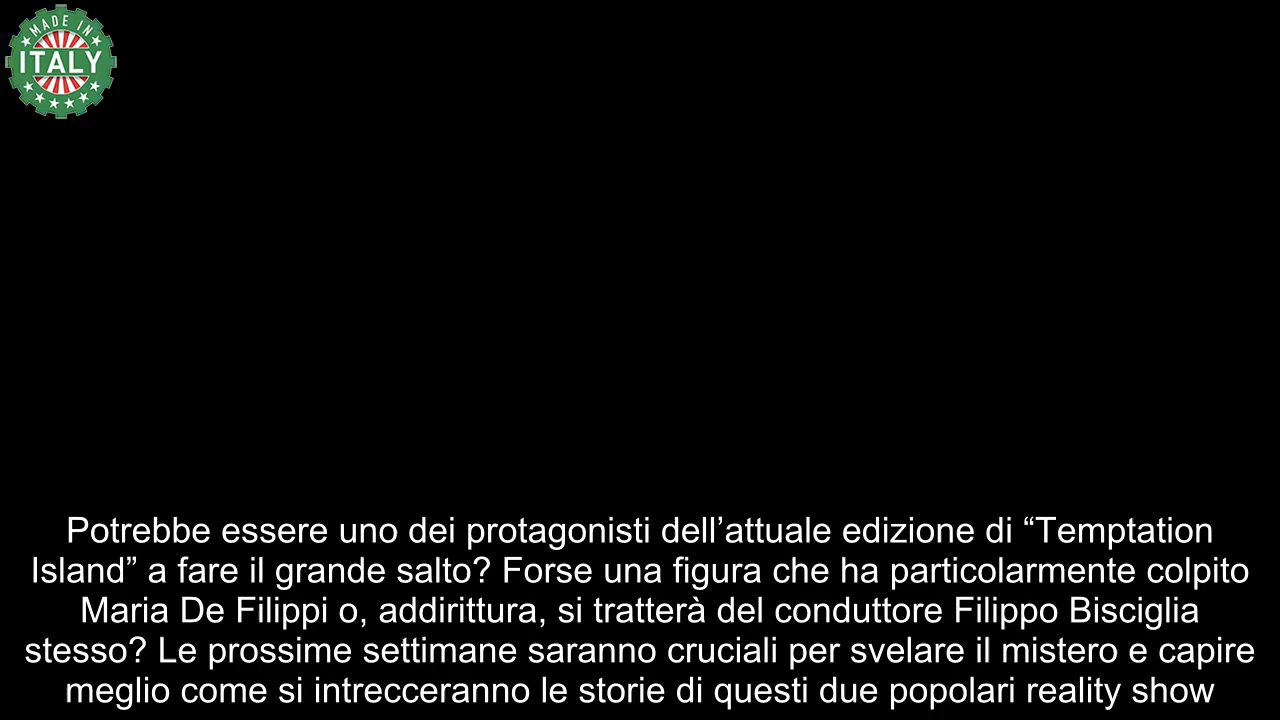 MADE IN
ITALY
Potrebbe essere uno dei protagonisti dell’attuale edizione di “Temptation
Island” a fare il grande salto? Forse una figura che ha particolarmente colpito
Maria De Filippi o, addirittura, si tratterà del conduttore Filippo Bisciglia
stesso? Le prossime settimane saranno cruciali per svelare il mistero e capire
meglio come si intrecceranno le storie di questi due popolari reality show